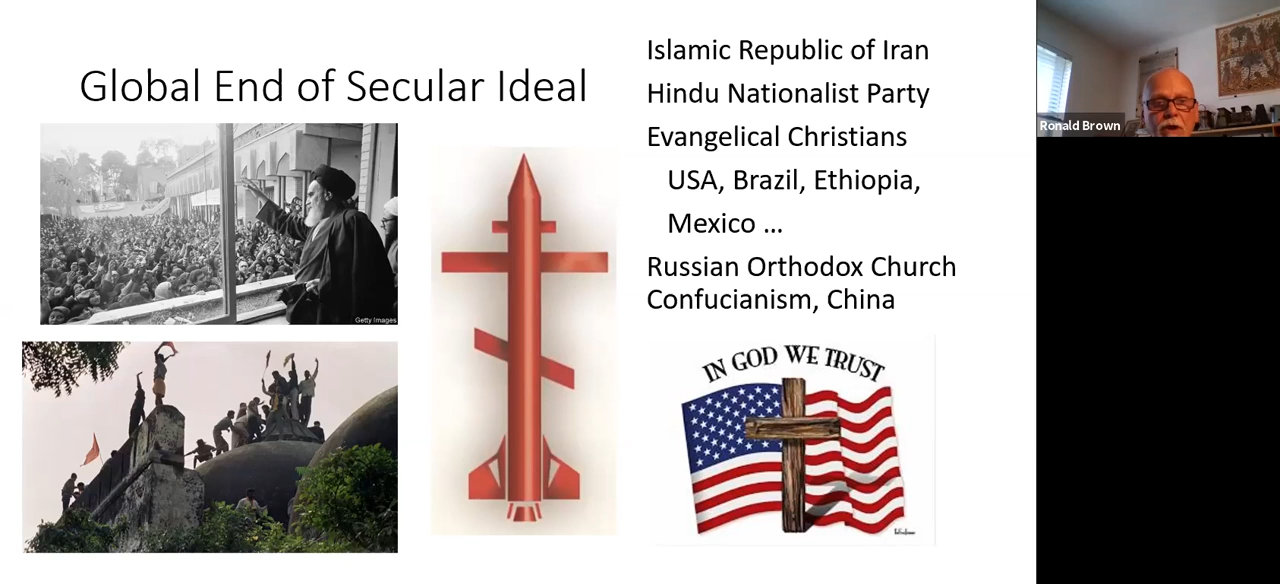 Global End of Secular Ideal
Getty Images
Islamic Republic of Iran
Hindu Nationalist Party
Evangelical Christians
USA, Brazil, Ethiopia,
Mexico ...
Russian Orthodox Church
Confucianism, China
IN GOD WE TRUST
Ronald Brown